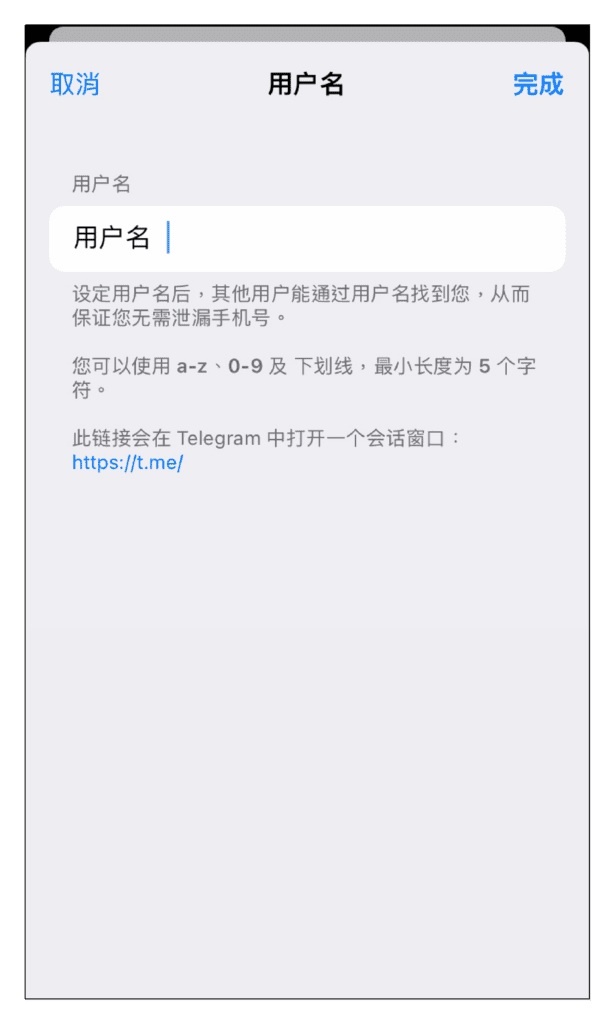 取消 用户名 完成
用户名
用户名
设定用户名后，其他用户能通过用户名找到您，从而
保证您无需泄漏手机号。
您可以使用 a-z、0-9 及 下划线，最小长度为 5 个字
符。
此链接会在 Telegram 中打开一个会话窗口：
https://t.me/